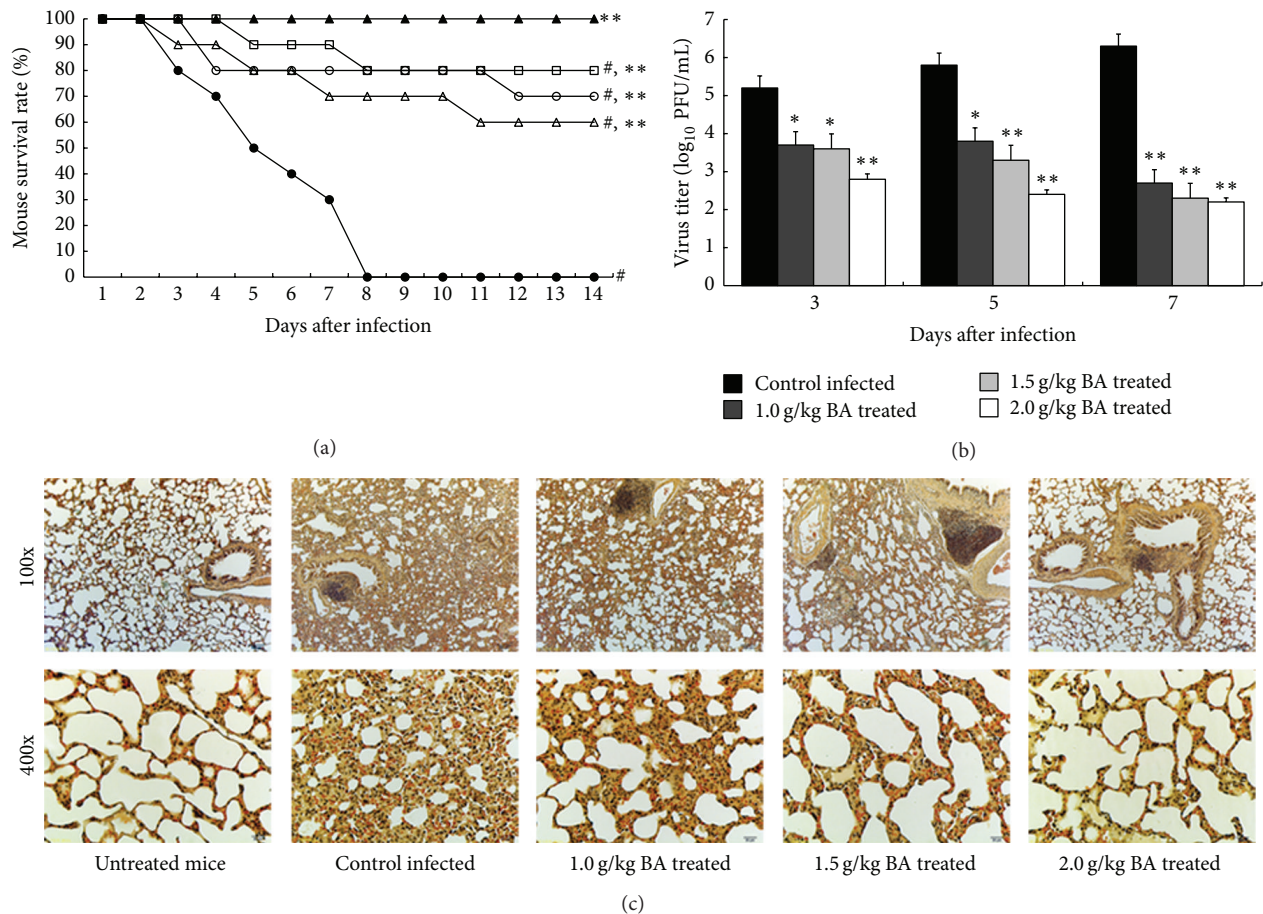 100
90
80
70
60
50
40
30
20
10
0
Mouse survival rate (%)
∗∗
#, ∗∗
#, ∗∗
#, ∗∗
#
1 2 3 4 5 6 7 8 9 10 11 12 13 14
Days after infection
(a)
7
6
5
4
3
2
1
0
Virus titer (log10 PFU/mL)
∗ ∗ ∗∗
∗ ∗∗ ∗∗
∗∗ ∗∗ ∗∗
3 5 7
Days after infection
Control infected
1.0 g/kg BA treated
1.5 g/kg BA treated
2.0 g/kg BA treated
(b)
100x
400x
Untreated mice
Control infected
1.0 g/kg BA treated
1.5 g/kg BA treated
2.0 g/kg BA treated
(c)